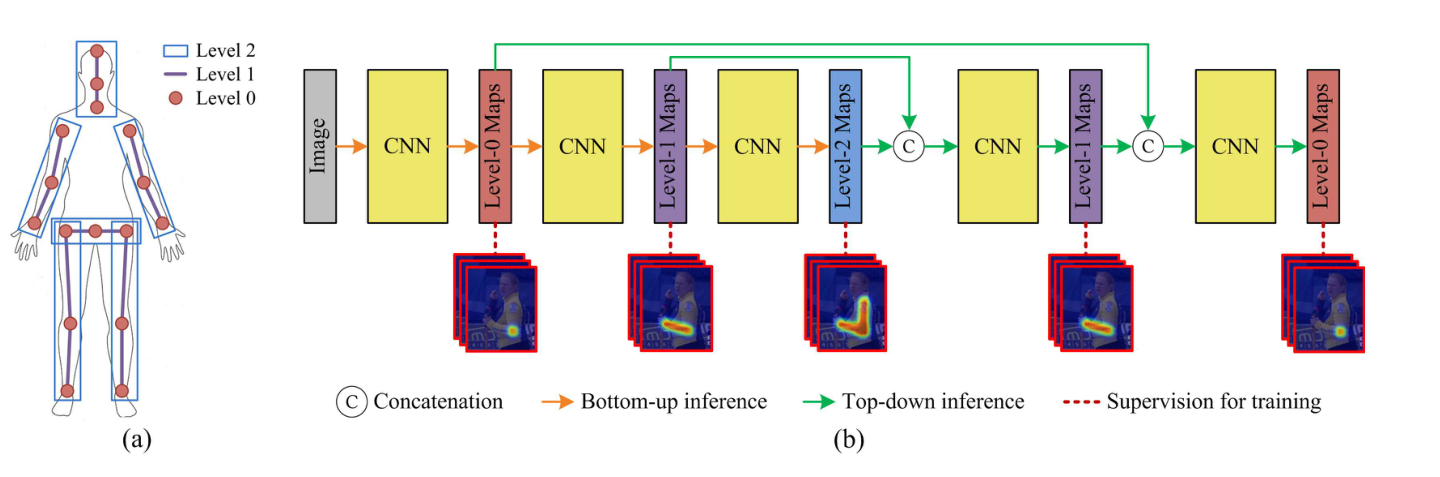 Level 2
Level 1
Level 0
(a)
Image
CNN
Level-0 Maps
CNN
Level-1 Maps
CNN
Level-2 Maps
C
CNN
Level-1 Maps
C
CNN
Level-0 Maps
C Concatenation
Bottom-up inference
Top-down inference
Supervision for training
(b)